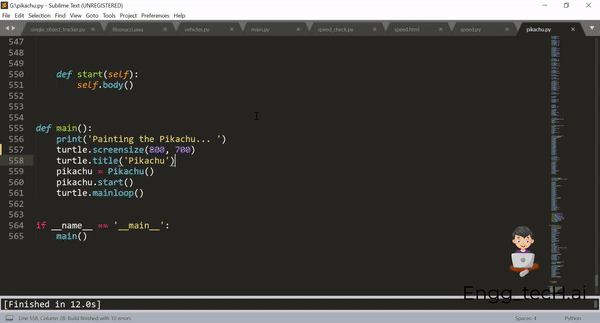 G:\pikachu.py - Sublime Text (UNREGISTERED)
File Edit Selection Find View Goto Tools Project Preferences Help
single_object_tracker.py fibonacci.java vehicles.py main.py speed_check.py speed.html speed.py pikachu.py
547
548
549
550 def start(self):
551 self.body()
552
553
554
555 def main():
556 print('Painting the Pikachu... ')
557 turtle.screensize(800, 700)
558 turtle.title('Pikachu')
559 pikachu = Pikachu()
560 pikachu.start()
561 turtle.mainloop()
562
563
564 if __name__ == '__main__':
565 main()
Engg_tech.ai
[Finished in 12.0s]
Line 558, Column 28; Build finished with 10 errors Spaces: 4 Python